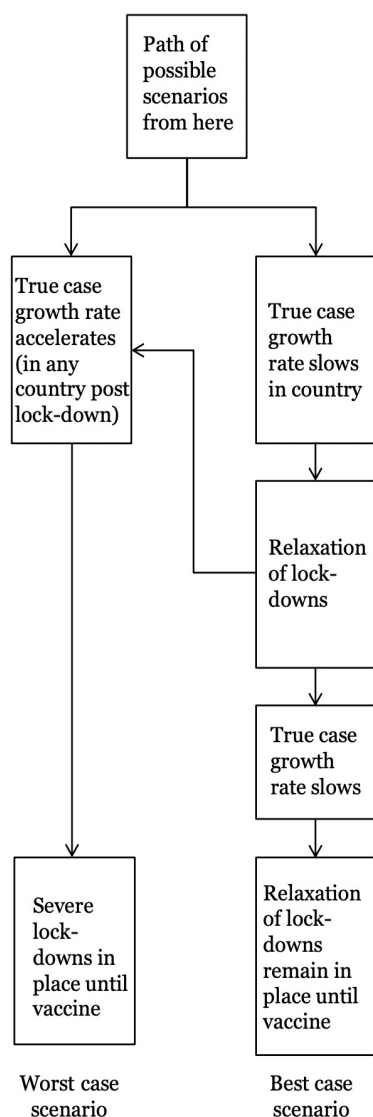 Path of
possible
scenarios
from here
True case
growth rate
accelerates
(in any
country post
lock-down)
True case
growth
rate slows
in country
Relaxation
of lock-
downs
True case
growth
rate slows
Severe
lock-
downs in
place until
vaccine
Relaxation
of lock-
downs
remain in
place until
vaccine
Worst case
scenario
Best case
scenario